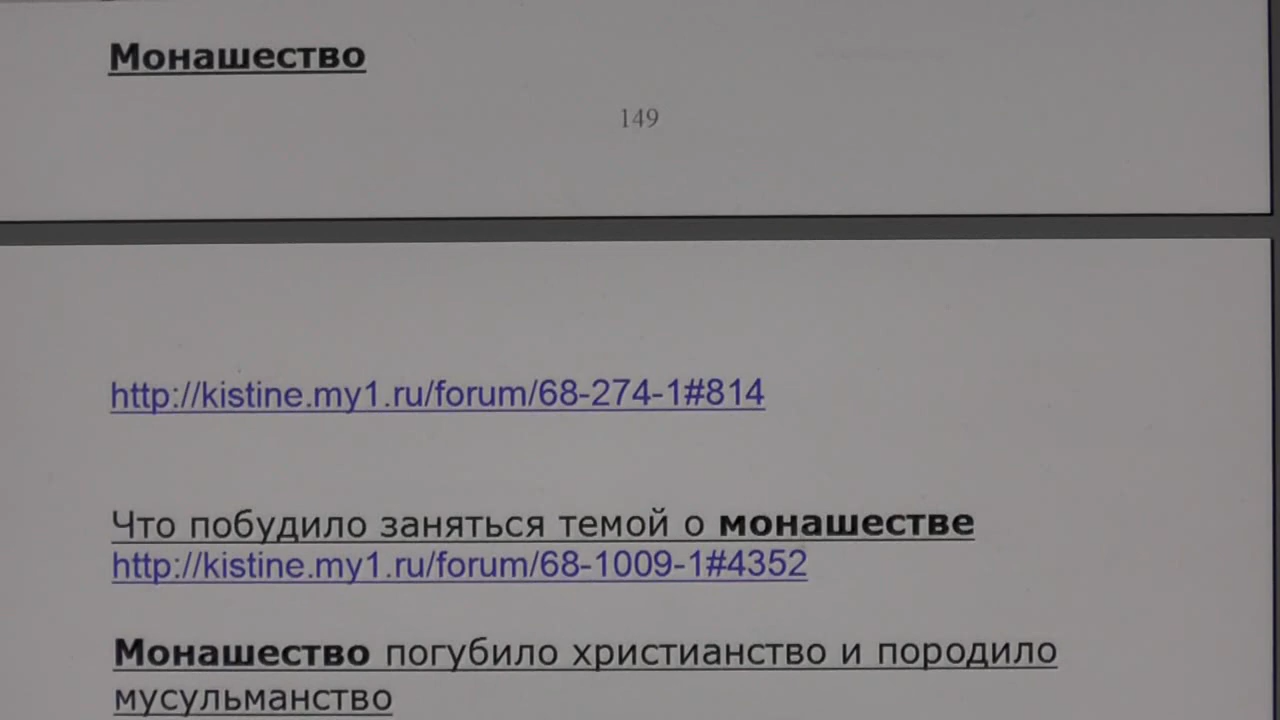 Монашество
149
http://kistine.my1.ru/forum/68-274-1#814
Что побудило заняться темой о монашестве
http://kistine.my1.ru/forum/68-1009-1#4352
Монашество погубило христианство и породило
мусульманство